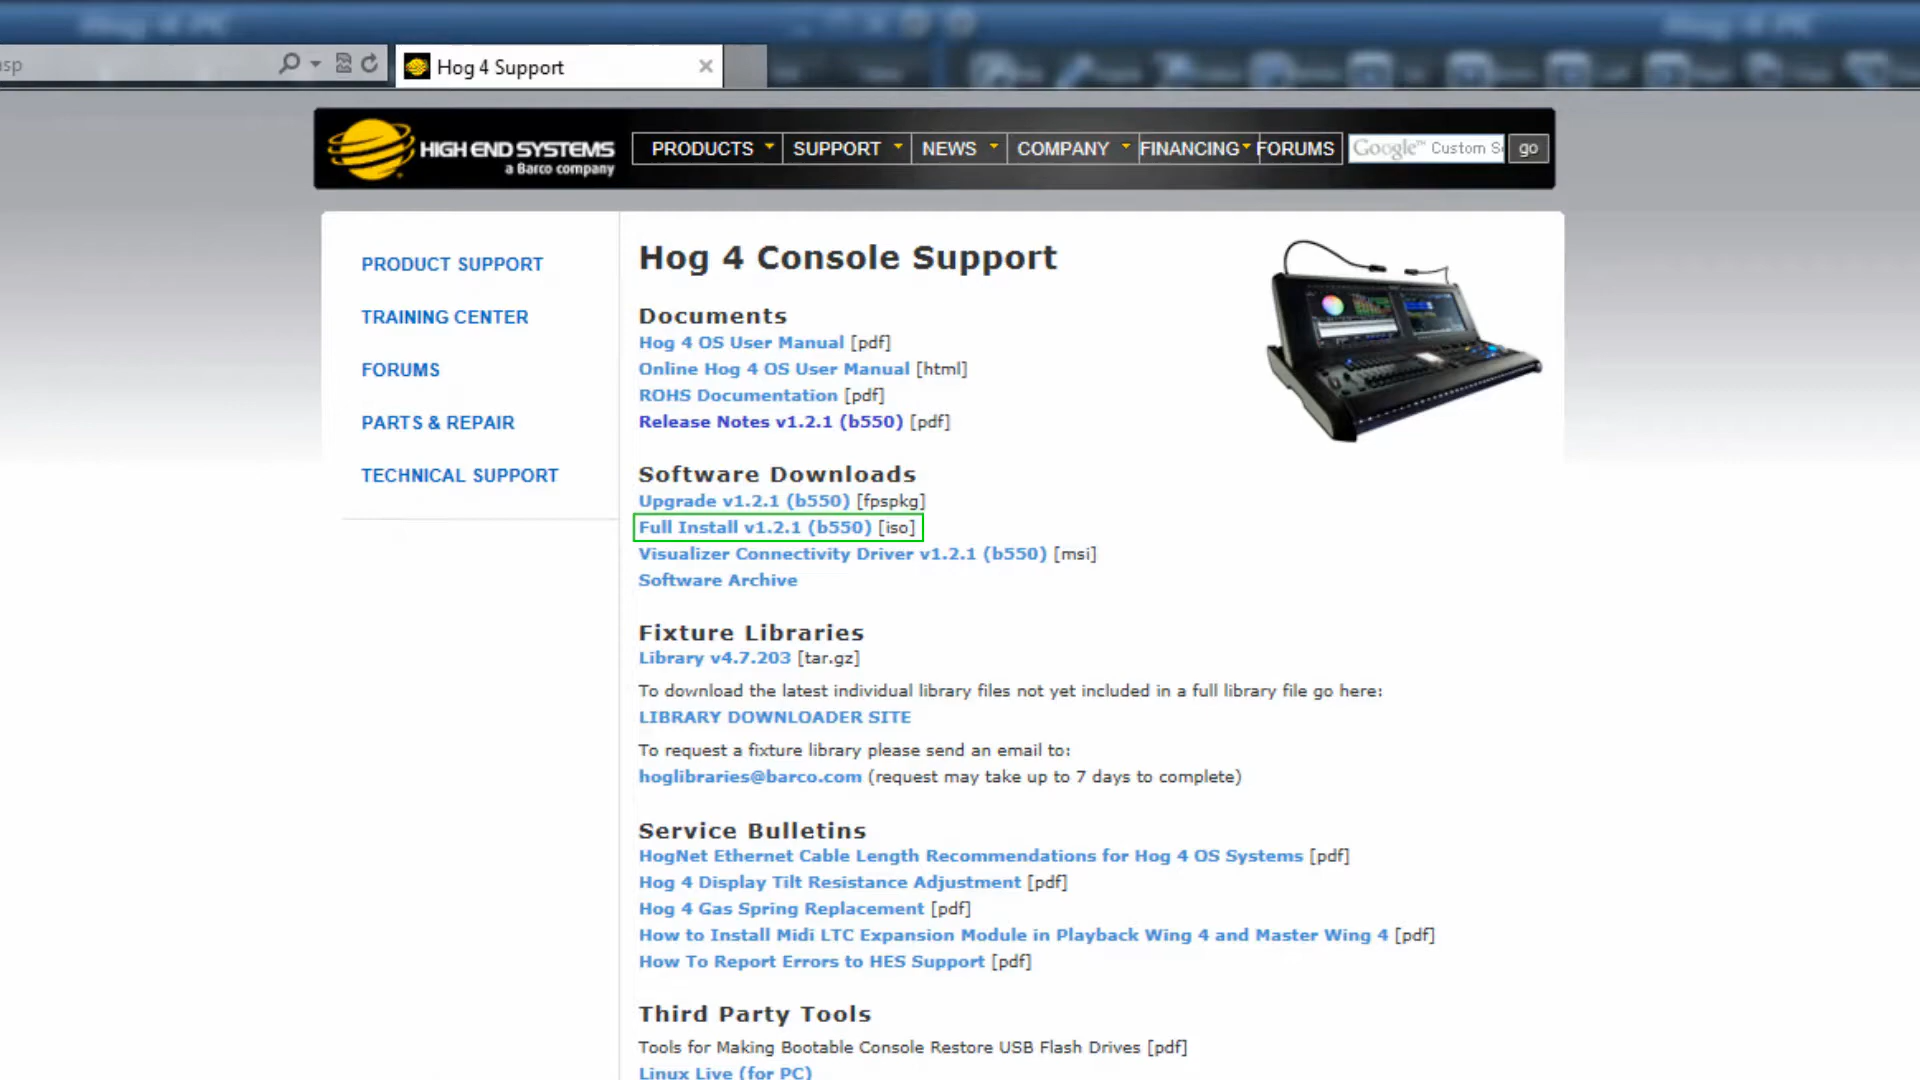 Hog 4 PC
Hog 4 PC
sp
Hog 4 Support
HIGH END SYSTEMS
a Barco company
PRODUCTS
SUPPORT
NEWS
COMPANY
FINANCING
FORUMS
Google™ Custom S
go
PRODUCT SUPPORT
TRAINING CENTER
FORUMS
PARTS & REPAIR
TECHNICAL SUPPORT
Hog 4 Console Support
Documents
Hog 4 OS User Manual [pdf]
Online Hog 4 OS User Manual [html]
ROHS Documentation [pdf]
Release Notes v1.2.1 (b550) [pdf]
Software Downloads
Upgrade v1.2.1 (b550) [fpspkg]
Full Install v1.2.1 (b550) [iso]
Visualizer Connectivity Driver v1.2.1 (b550) [msi]
Software Archive
Fixture Libraries
Library v4.7.203 [tar.gz]
To download the latest individual library files not yet included in a full library file go here:
LIBRARY DOWNLOADER SITE
To request a fixture library please send an email to:
hoglibraries@barco.com (request may take up to 7 days to complete)
Service Bulletins
HogNet Ethernet Cable Length Recommendations for Hog 4 OS Systems [pdf]
Hog 4 Display Tilt Resistance Adjustment [pdf]
Hog 4 Gas Spring Replacement [pdf]
How to Install Midi LTC Expansion Module in Playback Wing 4 and Master Wing 4 [pdf]
How To Report Errors to HES Support [pdf]
Third Party Tools
Tools for Making Bootable Console Restore USB Flash Drives [pdf]
Linux Live (for PC)